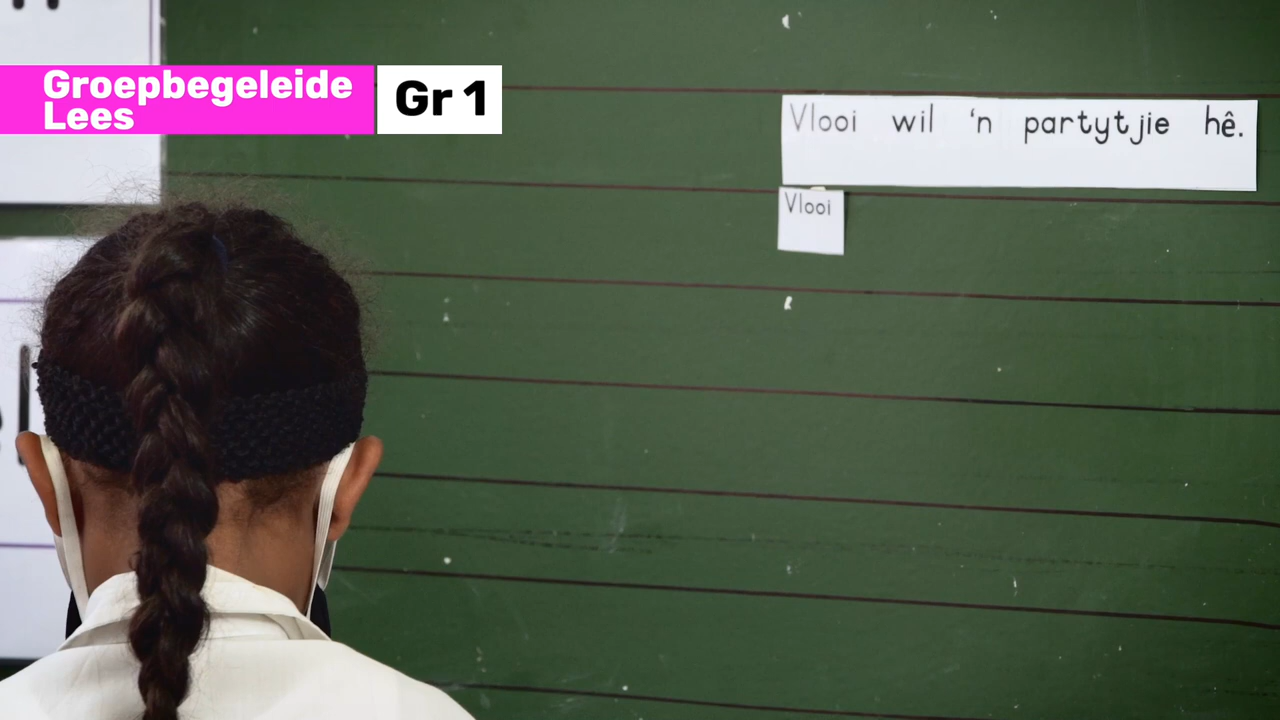 Groepbegeleide
Lees
Gr 1
Vlooi wil 'n partytjie hê.
Vlooi